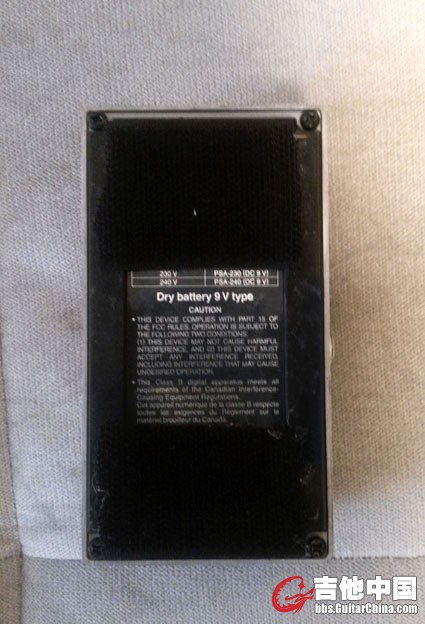 230 V PSA-230 (DC 9 V)
240 V PSA-240 (DC 9 V)
Dry battery 9 V type
CAUTION
• THIS DEVICE COMPLIES WITH PART 15 OF
THE FCC RULES. OPERATION IS SUBJECT TO
THE FOLLOWING TWO CONDITIONS:
(1) THIS DEVICE MAY NOT CAUSE HARMFUL
INTERFERENCE, AND (2) THIS DEVICE MUST
ACCEPT ANY INTERFERENCE RECEIVED,
INCLUDING INTERFERENCE THAT MAY CAUSE
UNDESIRED OPERATION.
• This Class B digital apparatus meets all
requirements of the Canadian Interference-
Causing Equipment Regulations.
Cet appareil numérique de la classe B respecte
toutes les exigences du Règlement sur le
matériel brouilleur du Canada.
吉他中国
bbs.GuitarChina.com